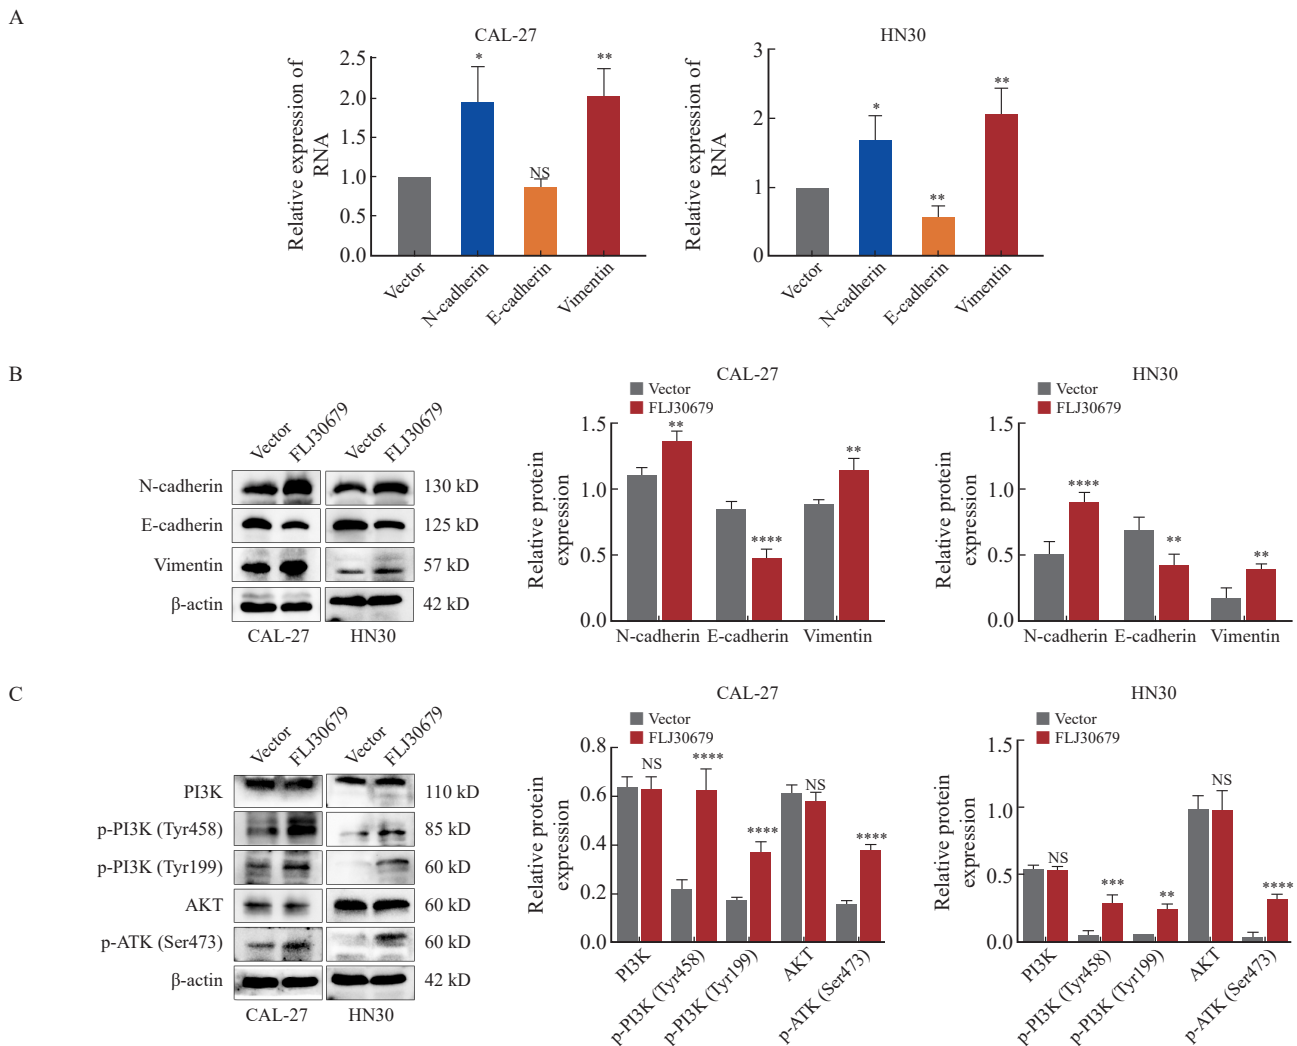 A
CAL-27
Relative expression of
RNA
2.5
2.0
1.5
1.0
0.5
0.0
*
NS
**
Vector
N-cadherin
E-cadherin
Vimentin
HN30
Relative expression of
RNA
3
2
1
0
*
**
**
Vector
N-cadherin
E-cadherin
Vimentin
B
Vector
FLJ30679
Vector
FLJ30679
N-cadherin
130 kD
E-cadherin
125 kD
Vimentin
57 kD
β-actin
42 kD
CAL-27
HN30
CAL-27
Vector
FLJ30679
Relative protein
expression
1.5
1.0
0.5
0.0
**
****
**
N-cadherin
E-cadherin
Vimentin
HN30
Vector
FLJ30679
Relative protein
expression
1.5
1.0
0.5
0.0
****
**
**
N-cadherin
E-cadherin
Vimentin
C
Vector
FLJ30679
Vector
FLJ30679
PI3K
110 kD
p-PI3K (Tyr458)
85 kD
p-PI3K (Tyr199)
60 kD
AKT
60 kD
p-ATK (Ser473)
60 kD
β-actin
42 kD
CAL-27
HN30
CAL-27
Vector
FLJ30679
Relative protein
expression
0.8
0.6
0.4
0.2
0.0
NS
****
****
NS
****
PI3K
p-PI3K (Tyr458)
p-PI3K (Tyr199)
AKT
p-ATK (Ser473)
HN30
Vector
FLJ30679
Relative protein
expression
1.5
1.0
0.5
0.0
NS
***
**
NS
****
PI3K
p-PI3K (Tyr458)
p-PI3K (Tyr199)
AKT
p-ATK (Ser473)